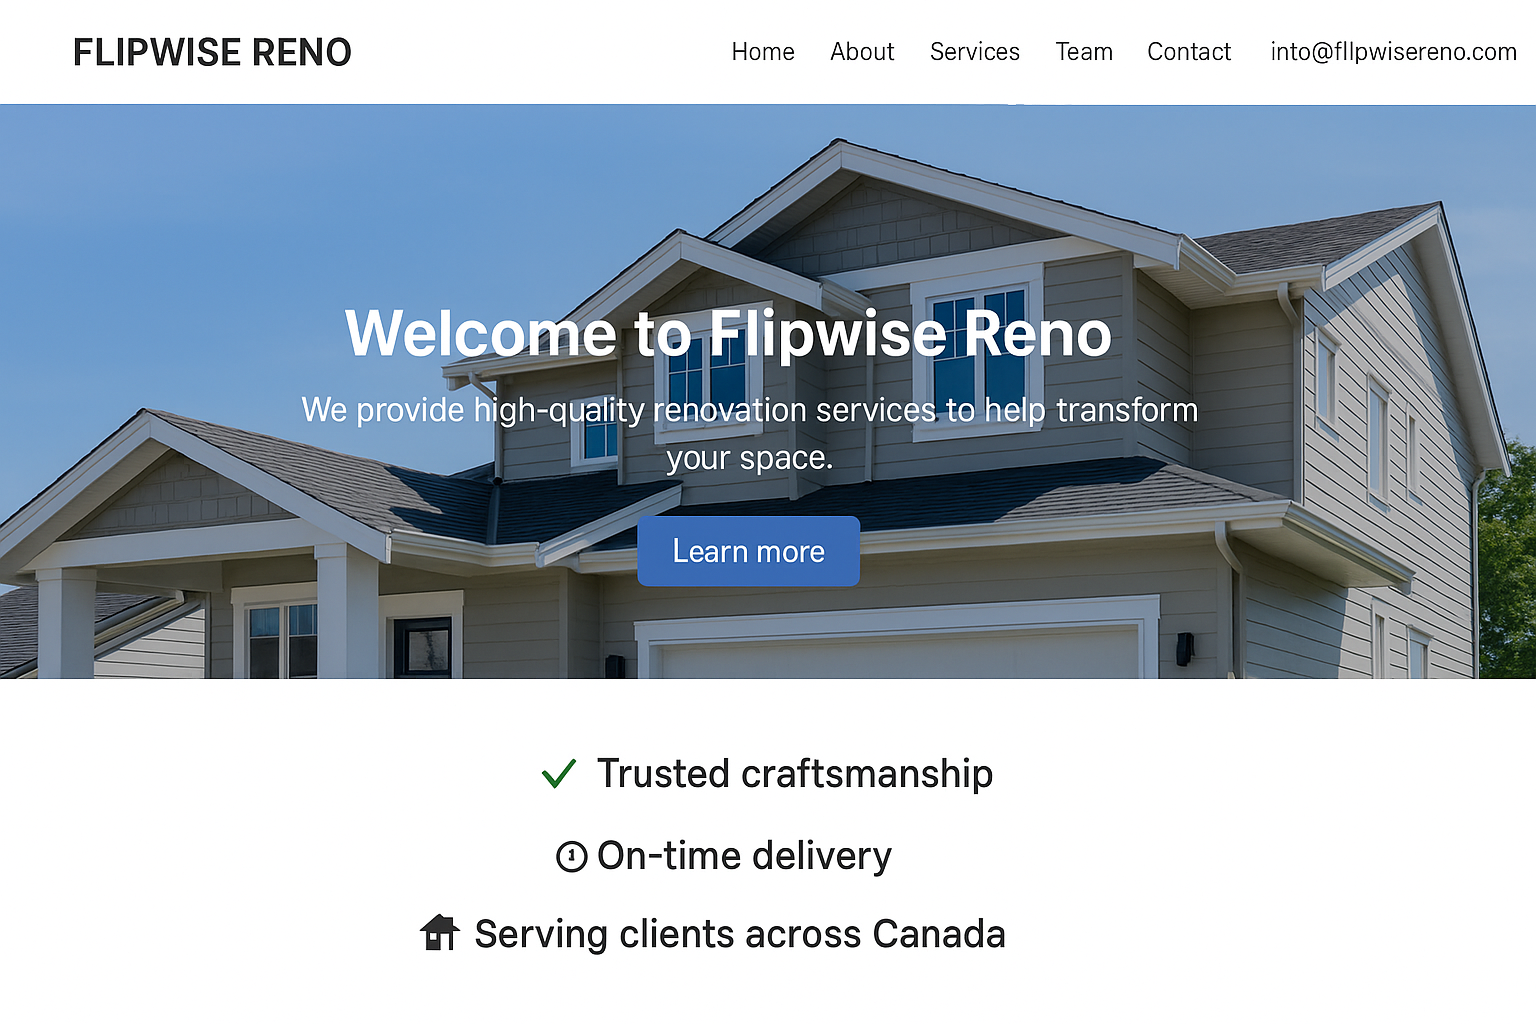 FLIPWISE RENO
Home About Services Team Contact into@fllpwisereno.com
Welcome to Flipwise Reno
We provide high-quality renovation services to help transform
your space.
Learn more
Trusted craftsmanship
On-time delivery
Serving clients across Canada